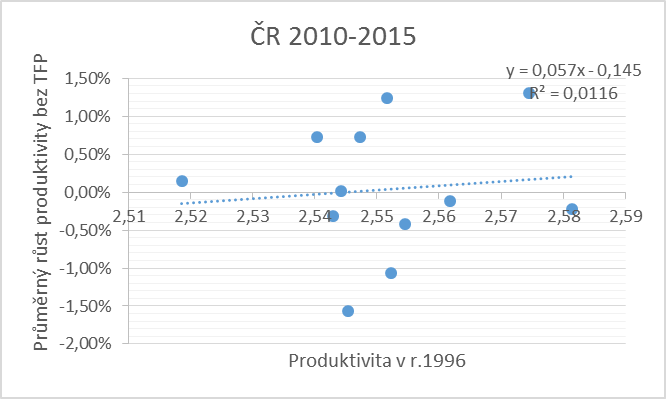 ČR 2010-2015
y = 0,057x - 0,145
R² = 0,0116
Průměrný růst produktivity bez TFP
1,50%
1,00%
0,50%
0,00%
-0,50%
-1,00%
-1,50%
-2,00%
2,51 2,52 2,53 2,54 2,55 2,56 2,57 2,58 2,59
Produktivita v r.1996